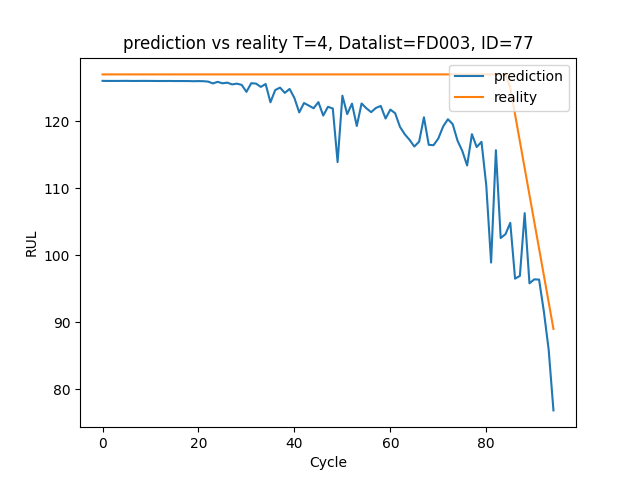 prediction vs reality T=4, Datalist=FD003, ID=77
prediction
reality
120
110
100
90
80
RUL
0 20 40 60 80
Cycle